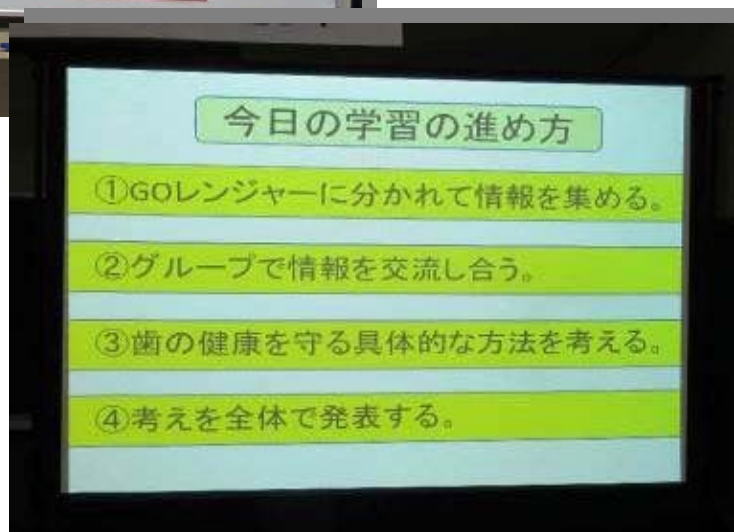 今日の学習の進め方
①GOレンジャーに分かれて情報を集める。
②グループで情報を交流し合う。
③歯の健康を守る具体的な方法を考える。
④考えを全体で発表する。